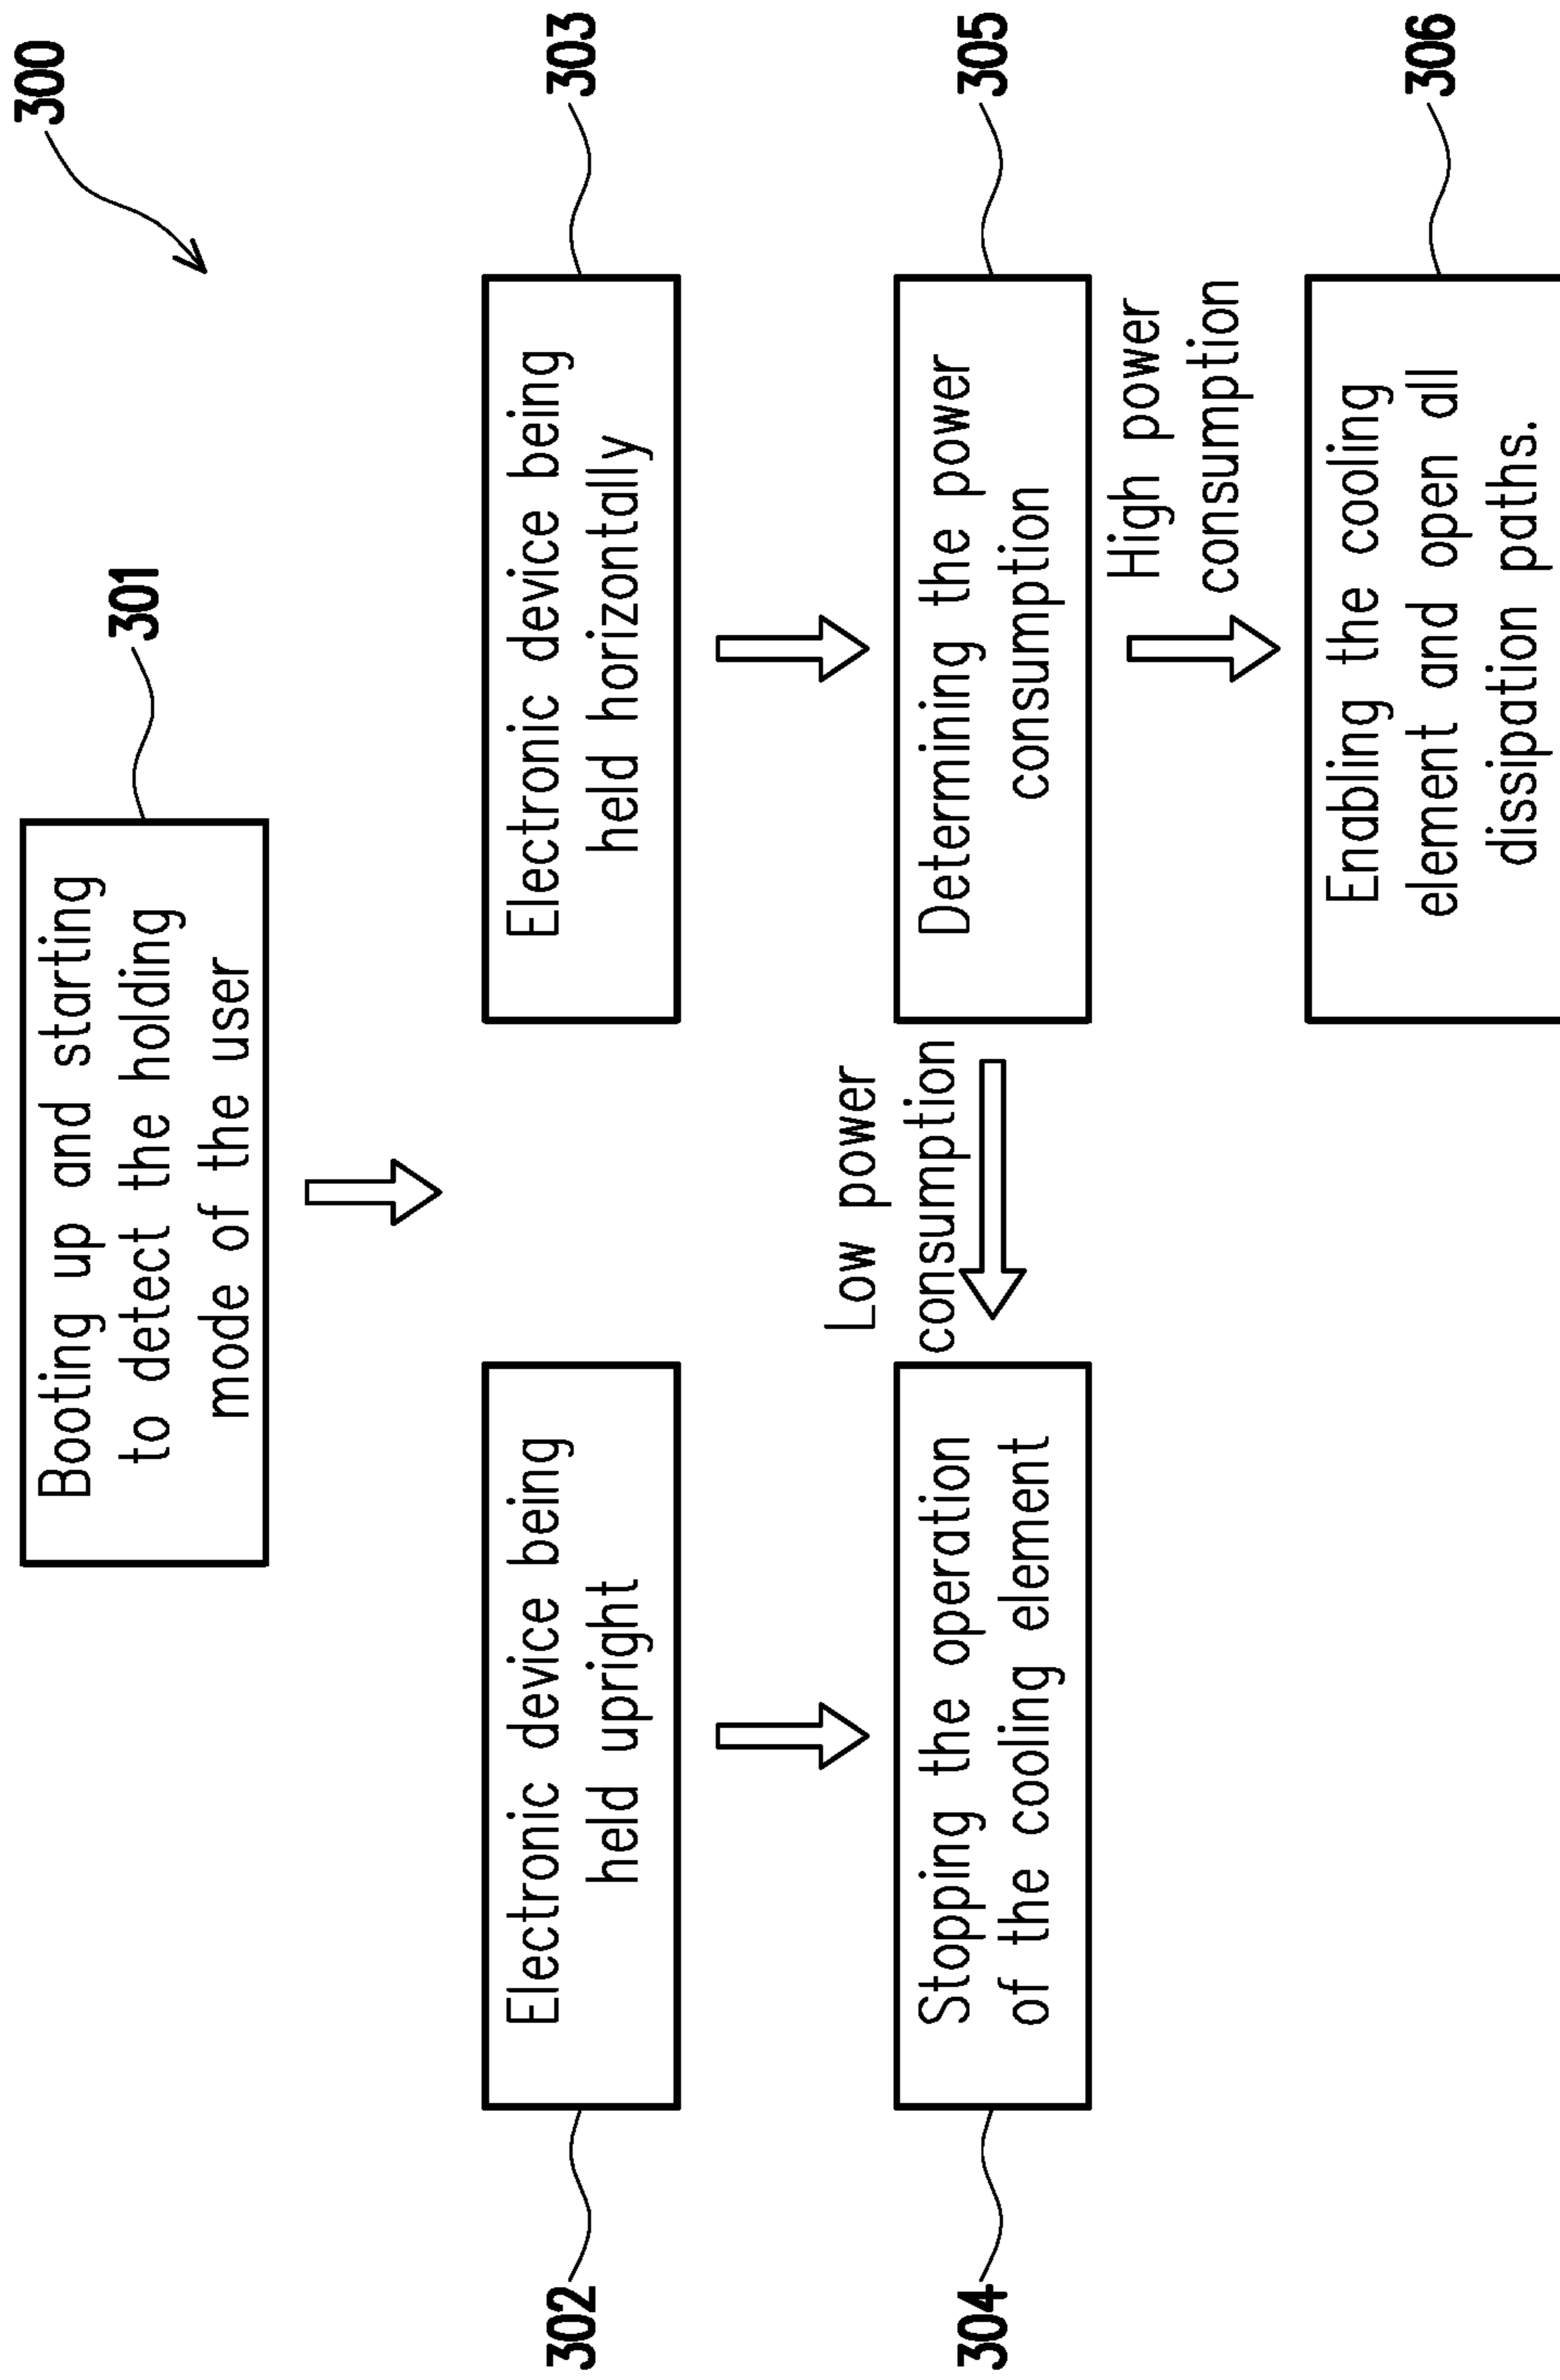 300
301
Booting up and starting
to detect the holding
mode of the user
302
Electronic device being
held upright
303
Electronic device being
held horizontally
304
Stopping the operation
of the cooling element
Low power
consumption
305
Determining the power
consumption
High power
consumption
306
Enabling the cooling
element and open all
dissipation paths.